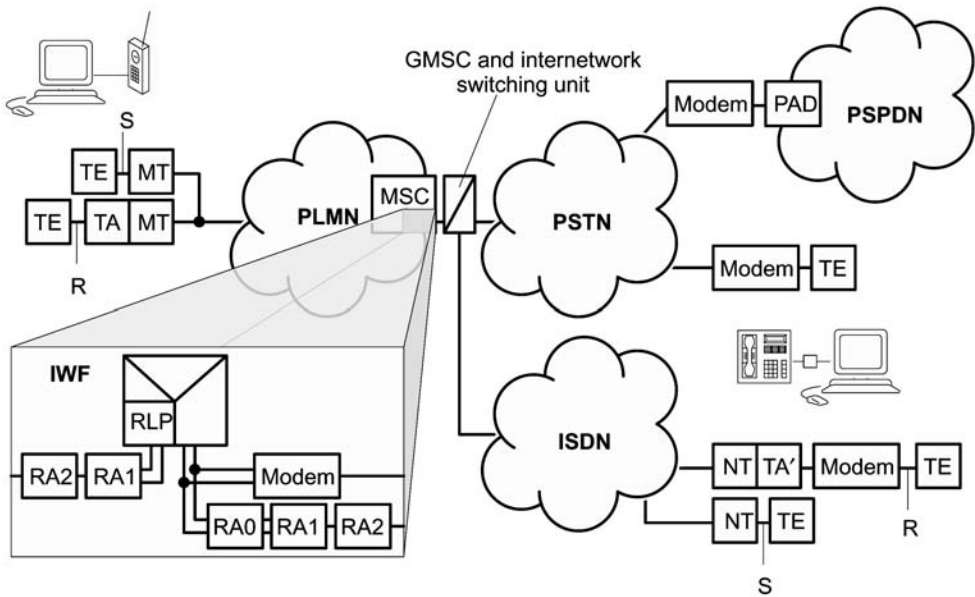 GMSC and internetwork
switching unit
Modem
PAD
PSPDN
S
TE
MT
MSC
PLMN
PSTN
TE
TA
MT
R
Modem
TE
IWF
RLP
ISDN
RA2
RA1
Modem
NT
TA′
Modem
TE
RA0
RA1
RA2
NT
TE
R
S